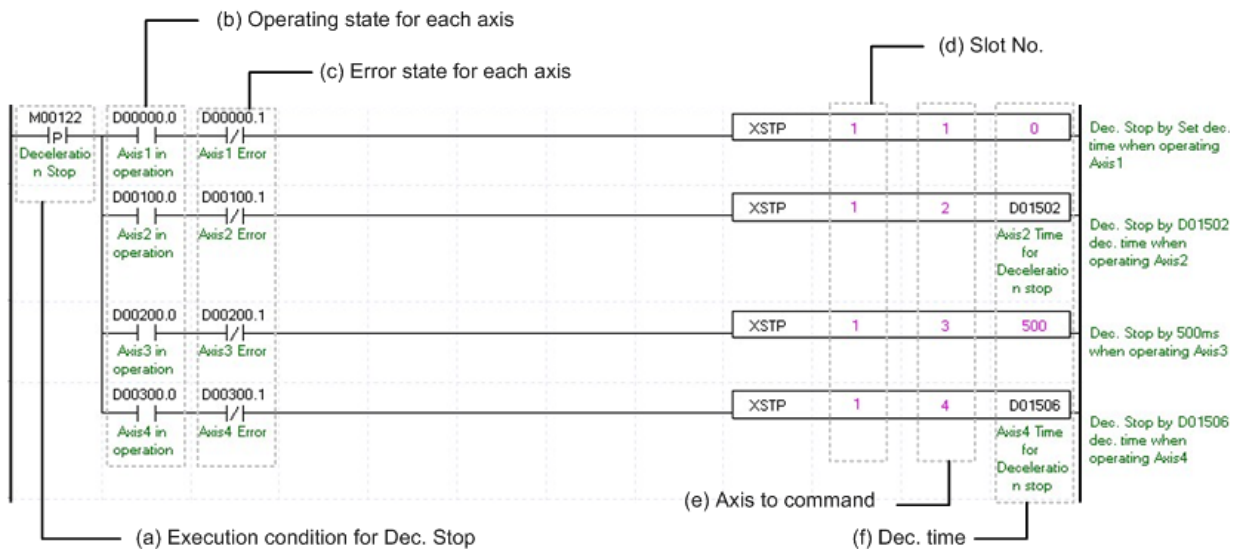 (b) Operating state for each axis
(d) Slot No.
(c) Error state for each axis
M00122
D00000.0
D00000.1
P
XSTP 1 1 0
Deceleratio
n Stop
Axis1 in
operation
Axis1 Error
Dec. Stop by Set dec.
time when operating
Axis1
D00100.0
D00100.1
XSTP 1 2 D01502
Axis2 in
operation
Axis2 Error
Axis2 Time
for
Deceleratio
n stop
Dec. Stop by D01502
dec. time when
operating Axis2
D00200.0
D00200.1
XSTP 1 3 500
Axis3 in
operation
Axis3 Error
Dec. Stop by 500ms
when operating Axis3
D00300.0
D00300.1
XSTP 1 4 D01506
Axis4 in
operation
Axis4 Error
Axis4 Time
for
Deceleratio
n stop
Dec. Stop by D01506
dec. time when
operating Axis4
(e) Axis to command
(a) Execution condition for Dec. Stop
(f) Dec. time